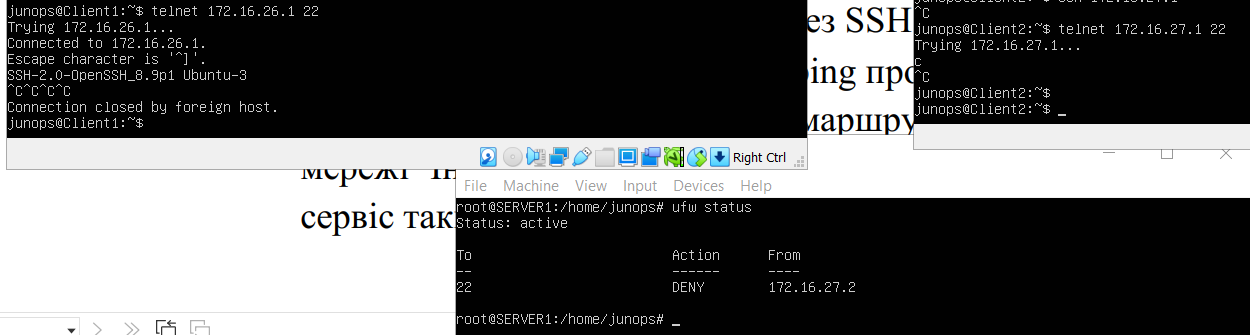 junops@Client1:~$ telnet 172.16.26.1 22
Trying 172.16.26.1...
Connected to 172.16.26.1.
Escape character is '^]'.
SSH-2.0-OpenSSH_8.9p1 Ubuntu-3
^C^C^C^C
Connection closed by foreign host.
junops@Client1:~$
Right Ctrl
ез SSH
ping про
маршру
^C
junops@Client2:~$ telnet 172.16.27.1 22
Trying 172.16.27.1...
C
^C
junops@Client2:~$
junops@Client2:~$ _
сервіс так
File Machine View Input Devices Help
root@SERVER1:/home/junops# ufw status
Status: active
To Action From
-- ------ ----
22 DENY 172.16.27.2
root@SERVER1:/home/junops# _